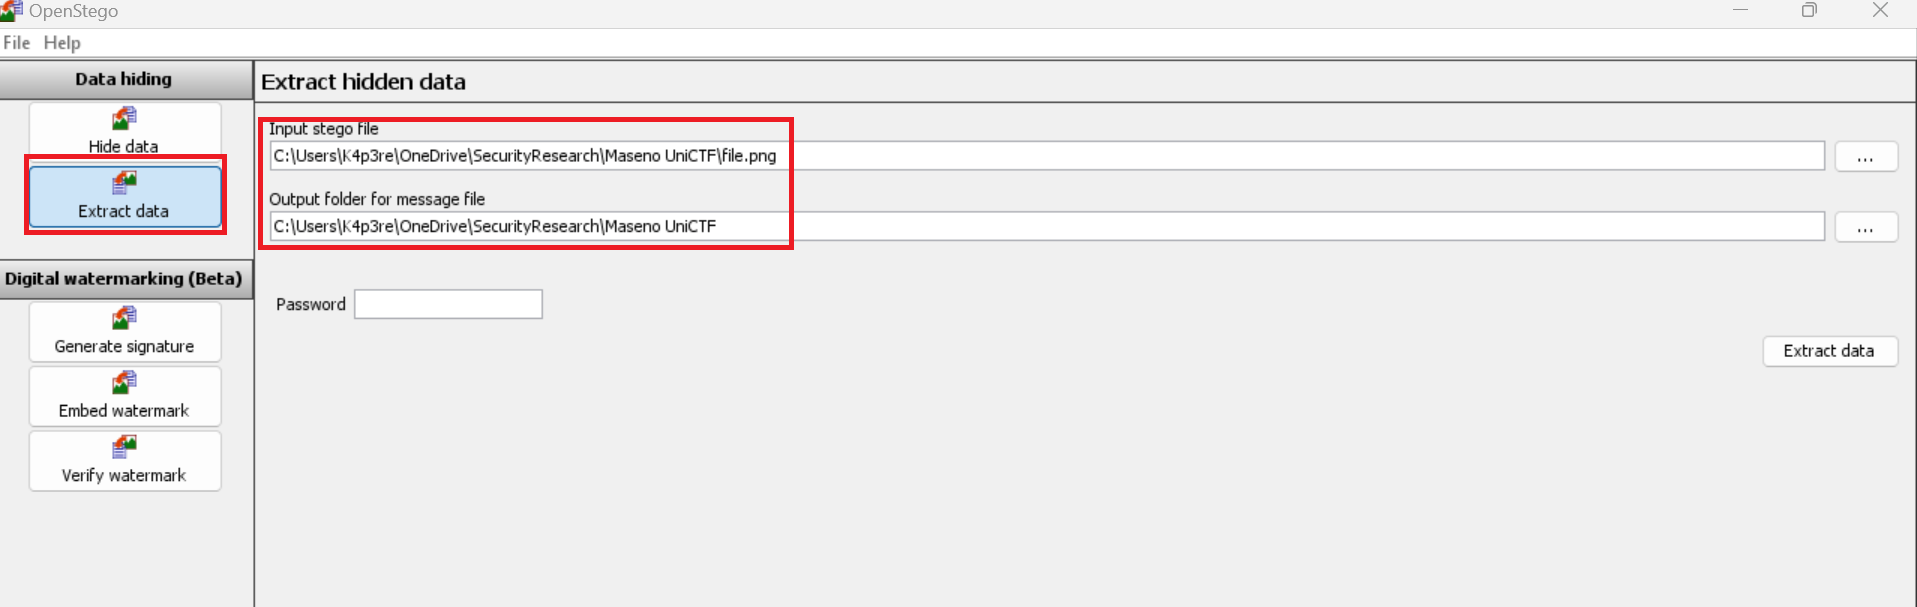 OpenStego
File Help
Data hiding
Hide data
Extract data
Digital watermarking (Beta)
Generate signature
Embed watermark
Verify watermark
Extract hidden data
Input stego file
C:\Users\K4p3re\OneDrive\SecurityResearch\Maseno UniCTF\file.png
...
Output folder for message file
C:\Users\K4p3re\OneDrive\SecurityResearch\Maseno UniCTF
...
Password
Extract data